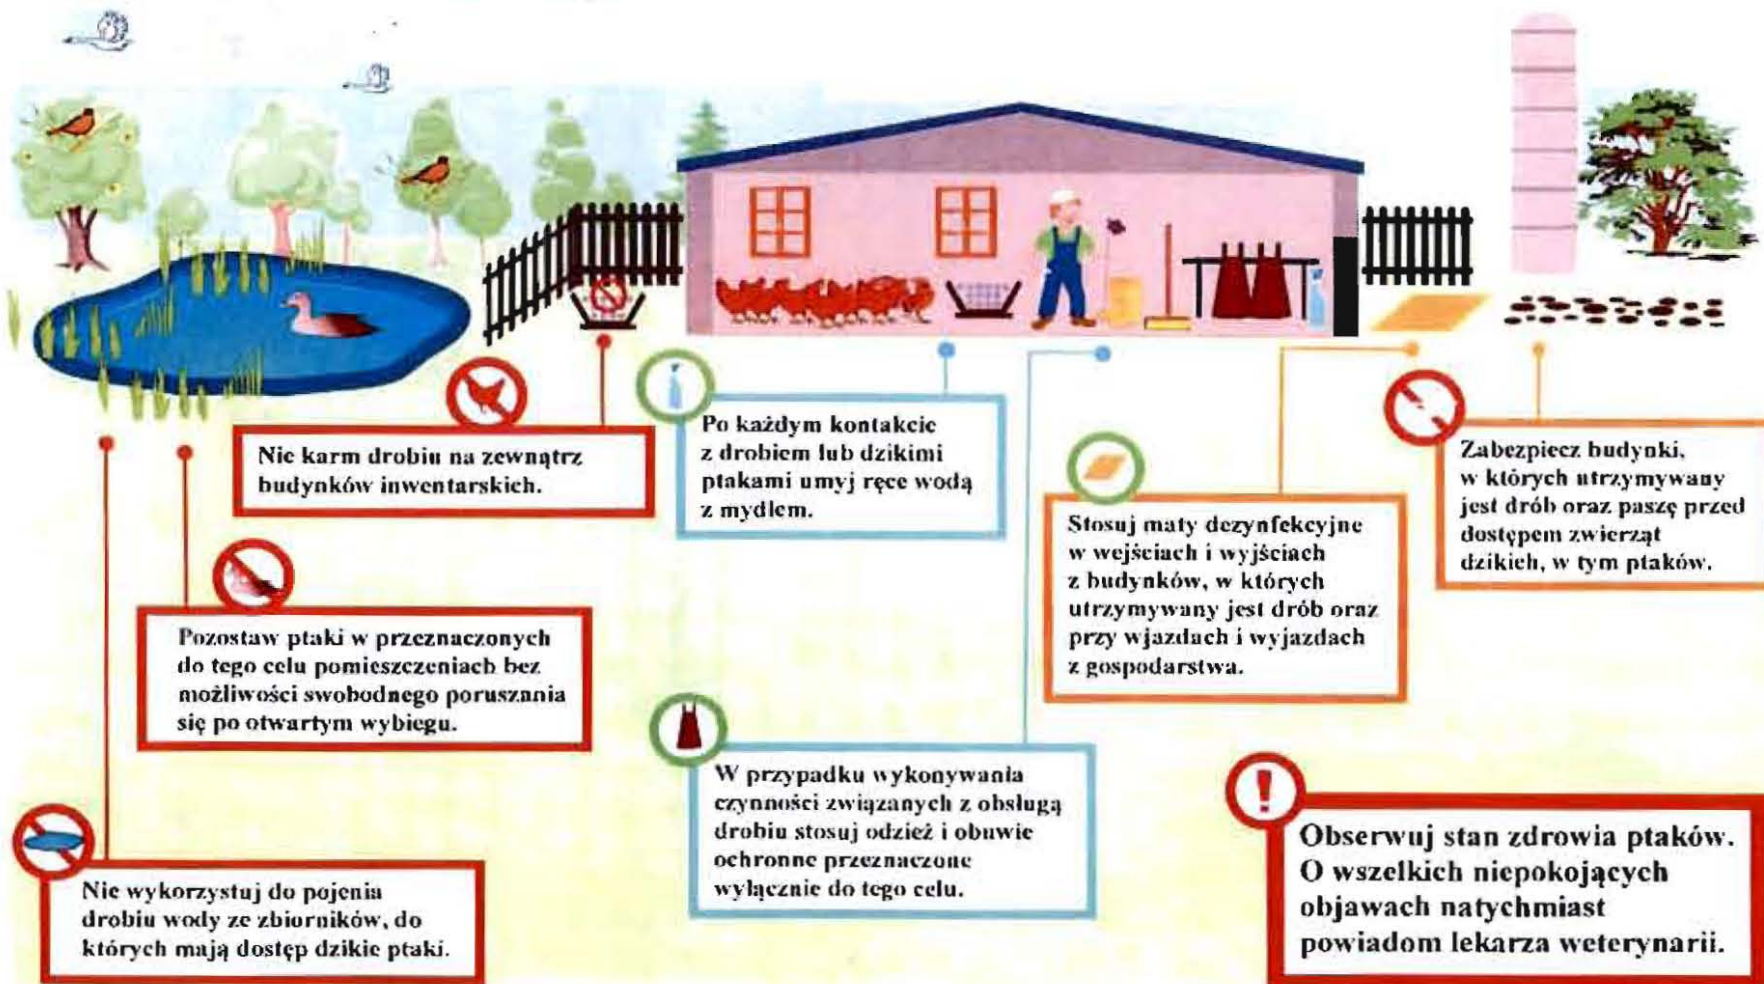 Nie karm drobiu na zewnątrz
budynków inwentarskich.
Po każdym kontakcie
z drobiem lub dzikimi
ptakami umyj ręce wodą
z mydłem.
Stosuj maty dezynfekcyjne
w wejściach i wyjściach
z budynków, w których
utrzymywany jest drób oraz
przy wjazdach i wyjazdach
z gospodarstwa.
Zabezpiecz budynki,
w których utrzymywany
jest drób oraz paszę przed
dostępem zwierząt
dzikich, w tym ptaków.
Pozostaw ptaki w przeznaczonych
do tego celu pomieszczeniach bez
możliwości swobodnego poruszania
się po otwartym wybiegu.
W przypadku wykonywania
czynności związanych z obsługą
drobiu stosuj odzież i obuwie
ochronne przeznaczone
wyłącznie do tego celu.
Nie wykorzystuj do pojenia
drobiu wody ze zbiorników, do
których mają dostęp dzikie ptaki.
!
Obserwuj stan zdrowia ptaków.
O wszelkich niepokojących
objawach natychmiast
powiadom lekarza weterynarii.